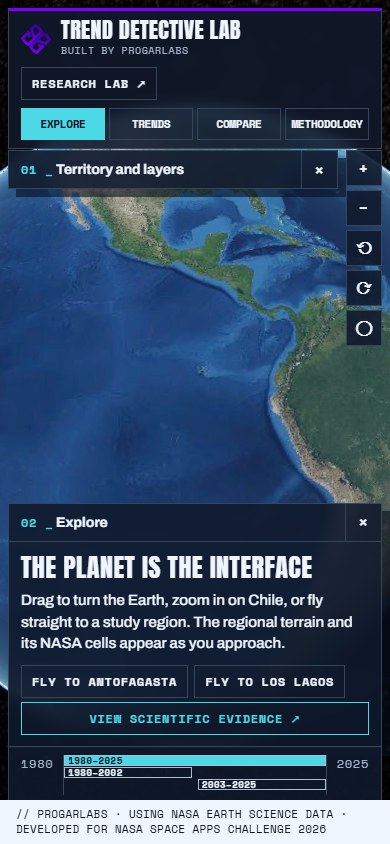 TREND DETECTIVE LAB
BUILT BY PROGARLABS
RESEARCH LAB ↗
EXPLORE TRENDS COMPARE METHODOLOGY
01 _ Territory and layers ×
+
−
02 _ Explore ×
THE PLANET IS THE INTERFACE
Drag to turn the Earth, zoom in on Chile, or fly
straight to a study region. The regional terrain and
its NASA cells appear as you approach.
FLY TO ANTOFAGASTA FLY TO LOS LAGOS
VIEW SCIENTIFIC EVIDENCE ↗
1980 1980–2025 2025
1980–2002
2003–2025
// PROGARLABS · USING NASA EARTH SCIENCE DATA ·
DEVELOPED FOR NASA SPACE APPS CHALLENGE 2026